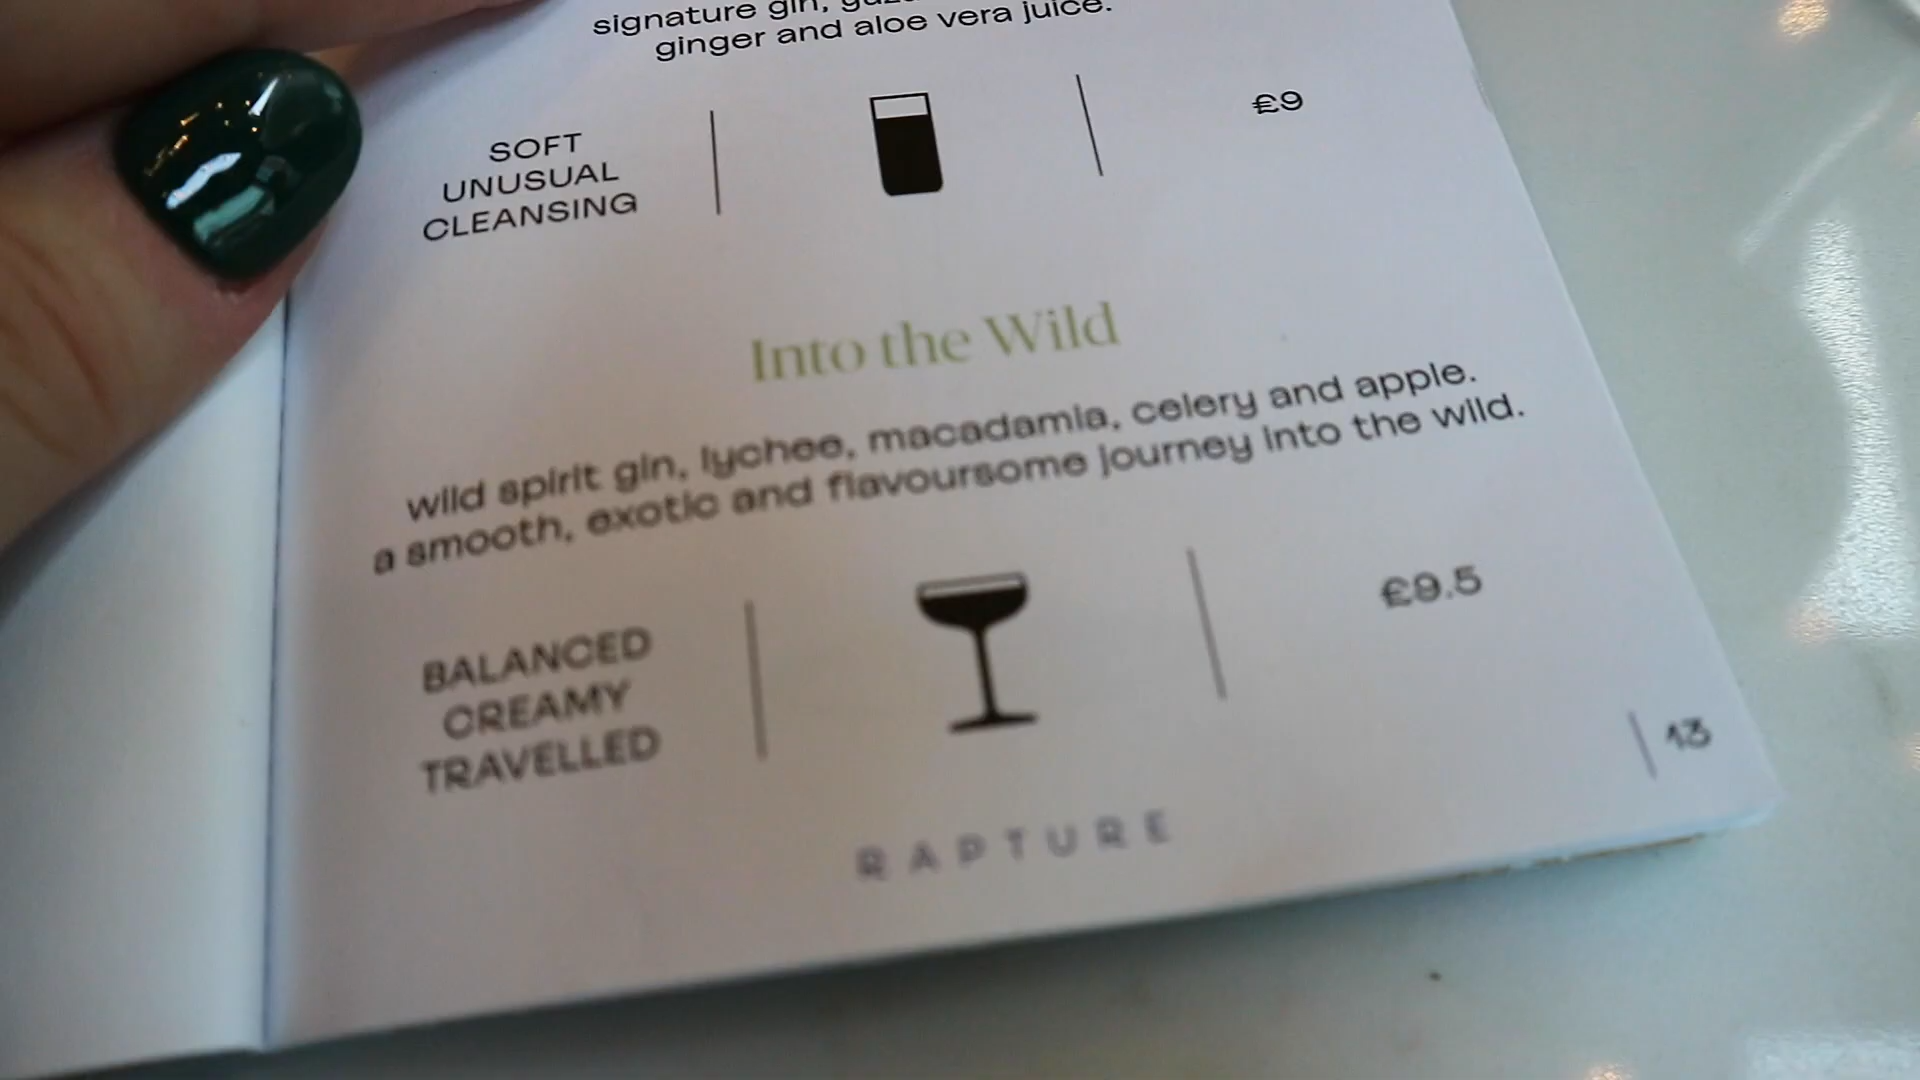 signature gin,
ginger and aloe vera juice.
SOFT
UNUSUAL
CLEANSING
£9
Into the Wild
wild spirit gin, lychee, macadamia, celery and apple.
a smooth, exotic and flavoursome journey into the wild.
BALANCED
CREAMY
TRAVELLED
£9.5
13
RAPTURE